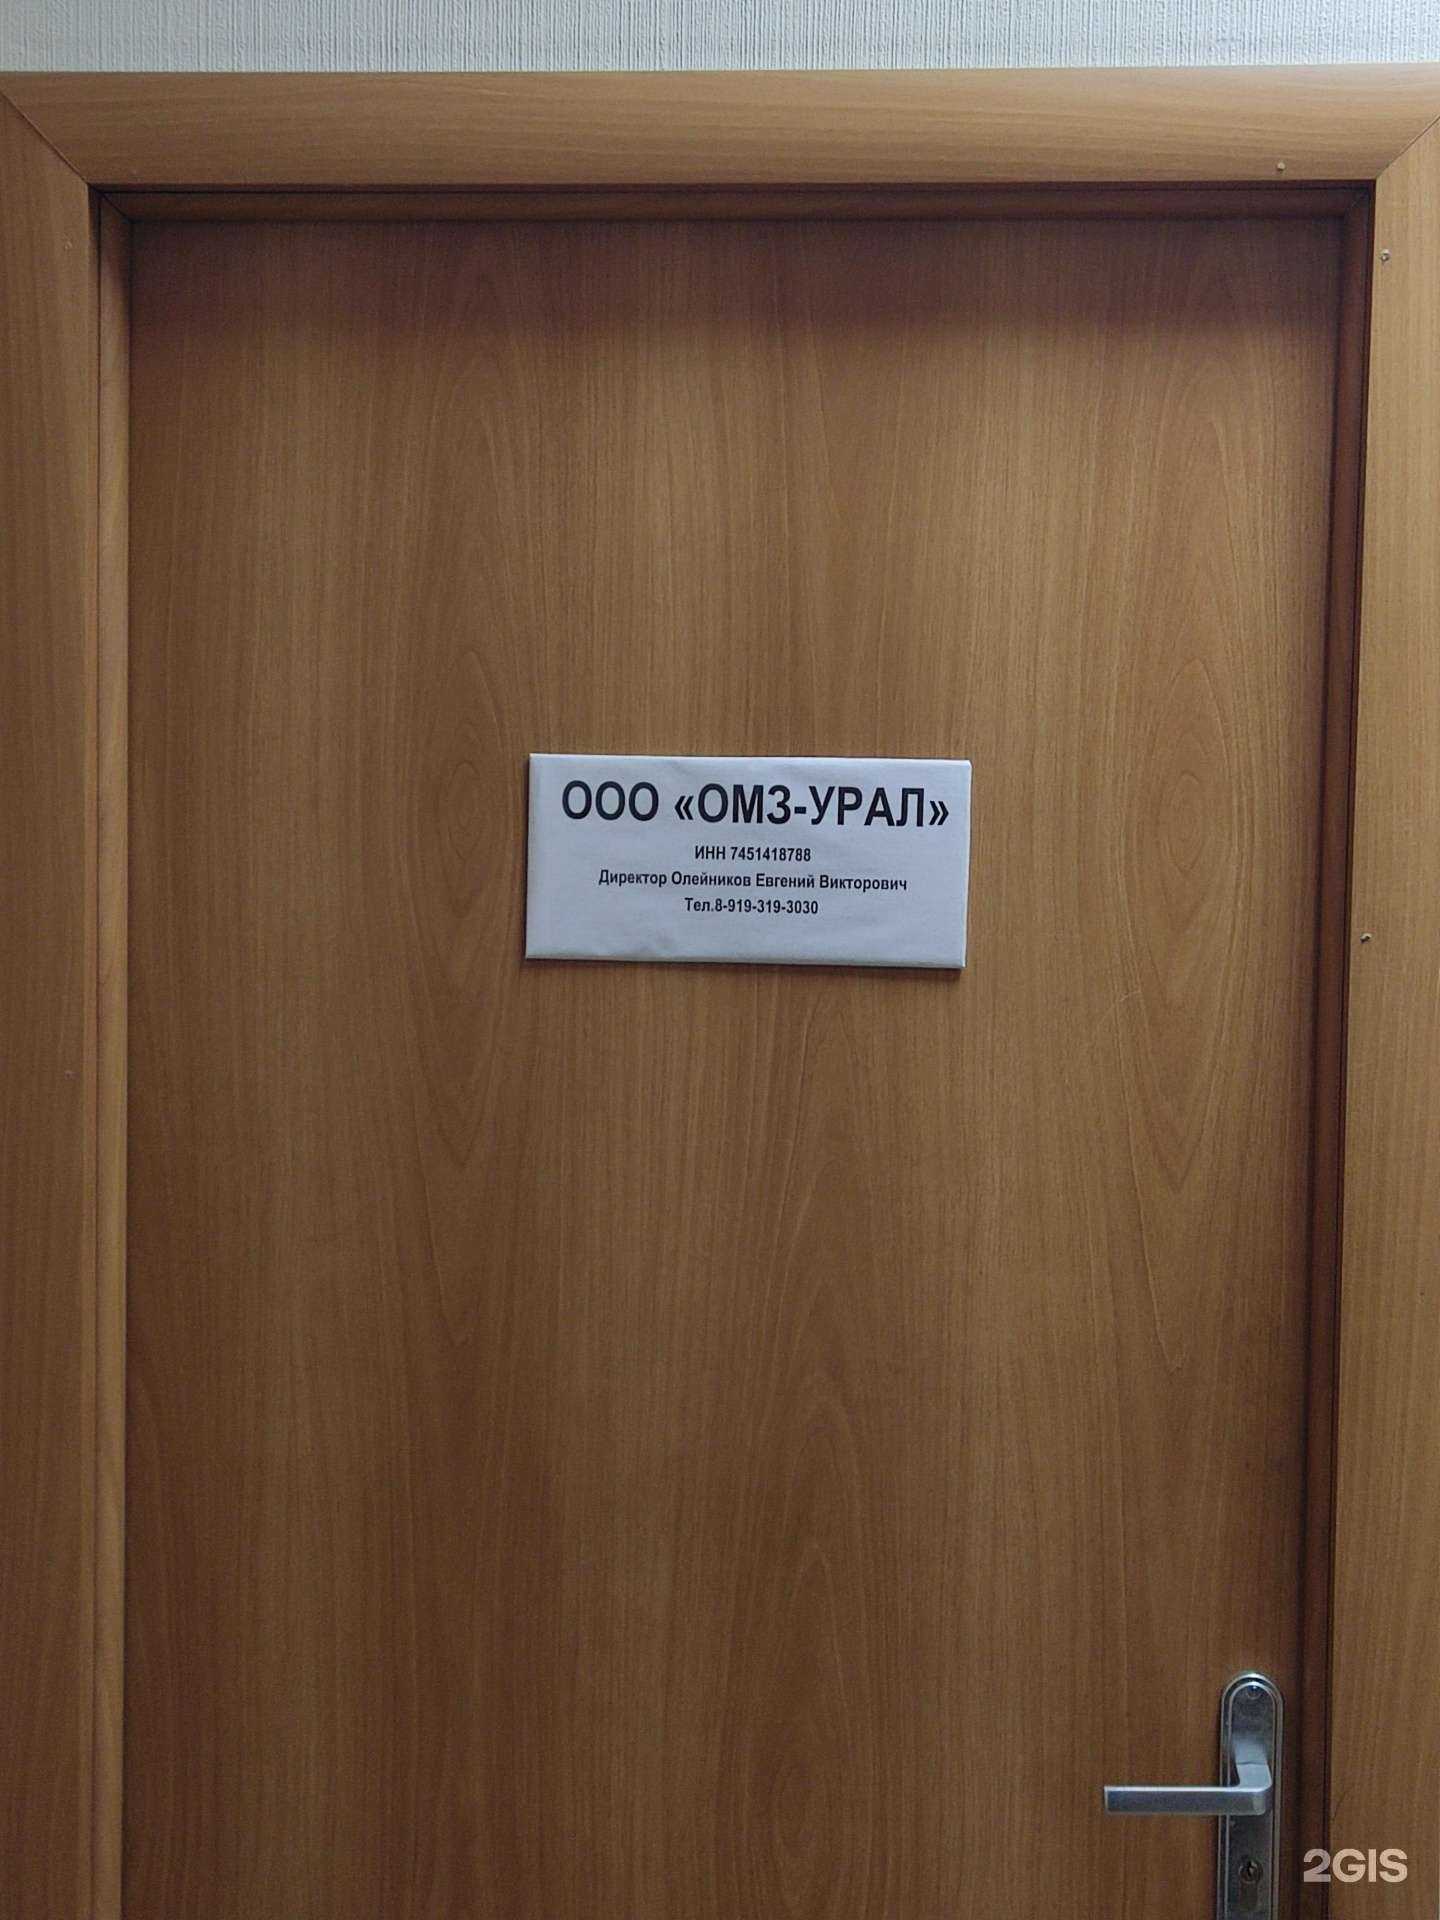 ООО «ОМЗ-УРАЛ»
ИНН 7451418788
Директор Олейников Евгений Викторович
Тел.8-919-319-3030
2GIS